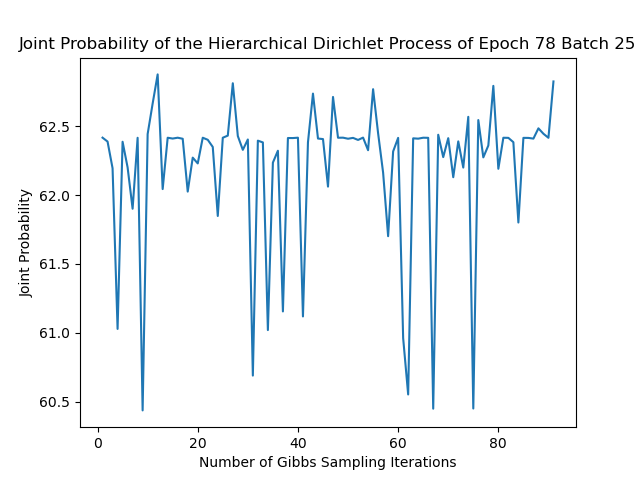 Joint Probability of the Hierarchical Dirichlet Process of Epoch 78 Batch 25
62.5
62.0
61.5
61.0
60.5
Joint Probability
0 20 40 60 80
Number of Gibbs Sampling Iterations